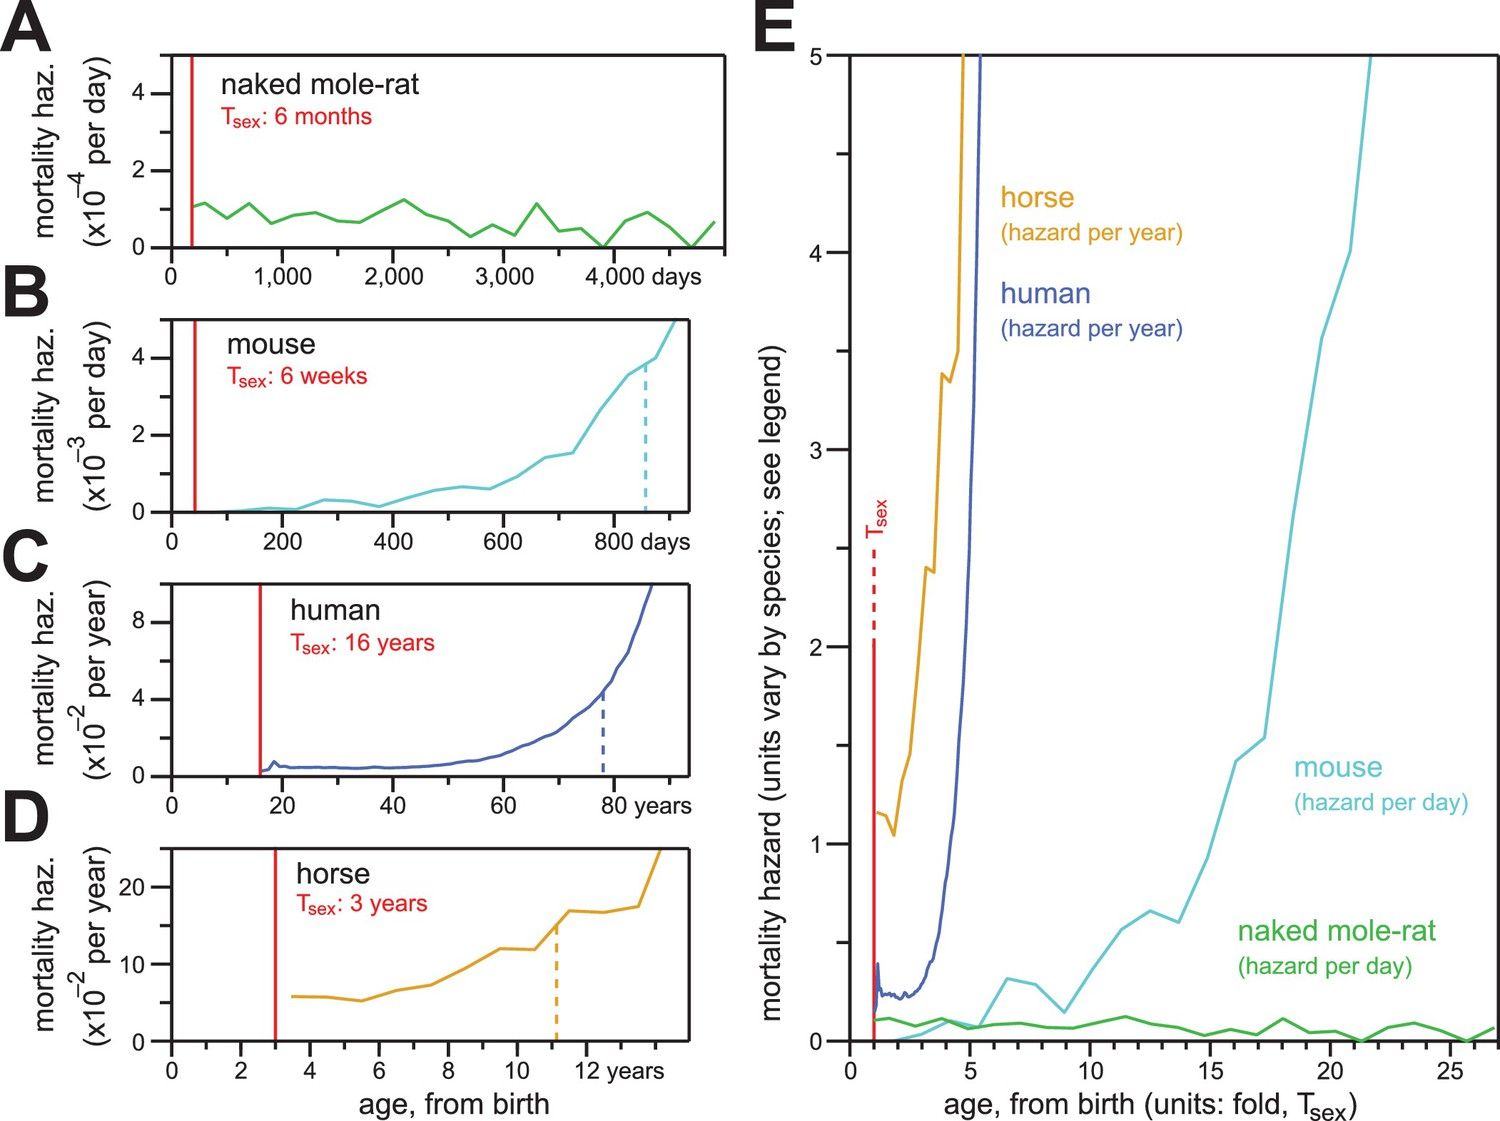 A
mortality haz.
(x10⁻⁴ per day)
4
2
0
naked mole-rat
Tsex: 6 months
0 1,000 2,000 3,000 4,000 days
B
mortality haz.
(x10⁻³ per day)
4
2
0
mouse
Tsex: 6 weeks
0 200 400 600 800 days
C
mortality haz.
(x10⁻² per year)
8
4
0
human
Tsex: 16 years
0 20 40 60 80 years
D
mortality haz.
(x10⁻² per year)
20
10
0
horse
Tsex: 3 years
0 2 4 6 8 10 12 years
age, from birth
E
mortality hazard (units vary by species; see legend)
5
4
3
2
1
0
Tsex
horse
(hazard per year)
human
(hazard per year)
mouse
(hazard per day)
naked mole-rat
(hazard per day)
0 5 10 15 20 25
age, from birth (units: fold, Tsex)